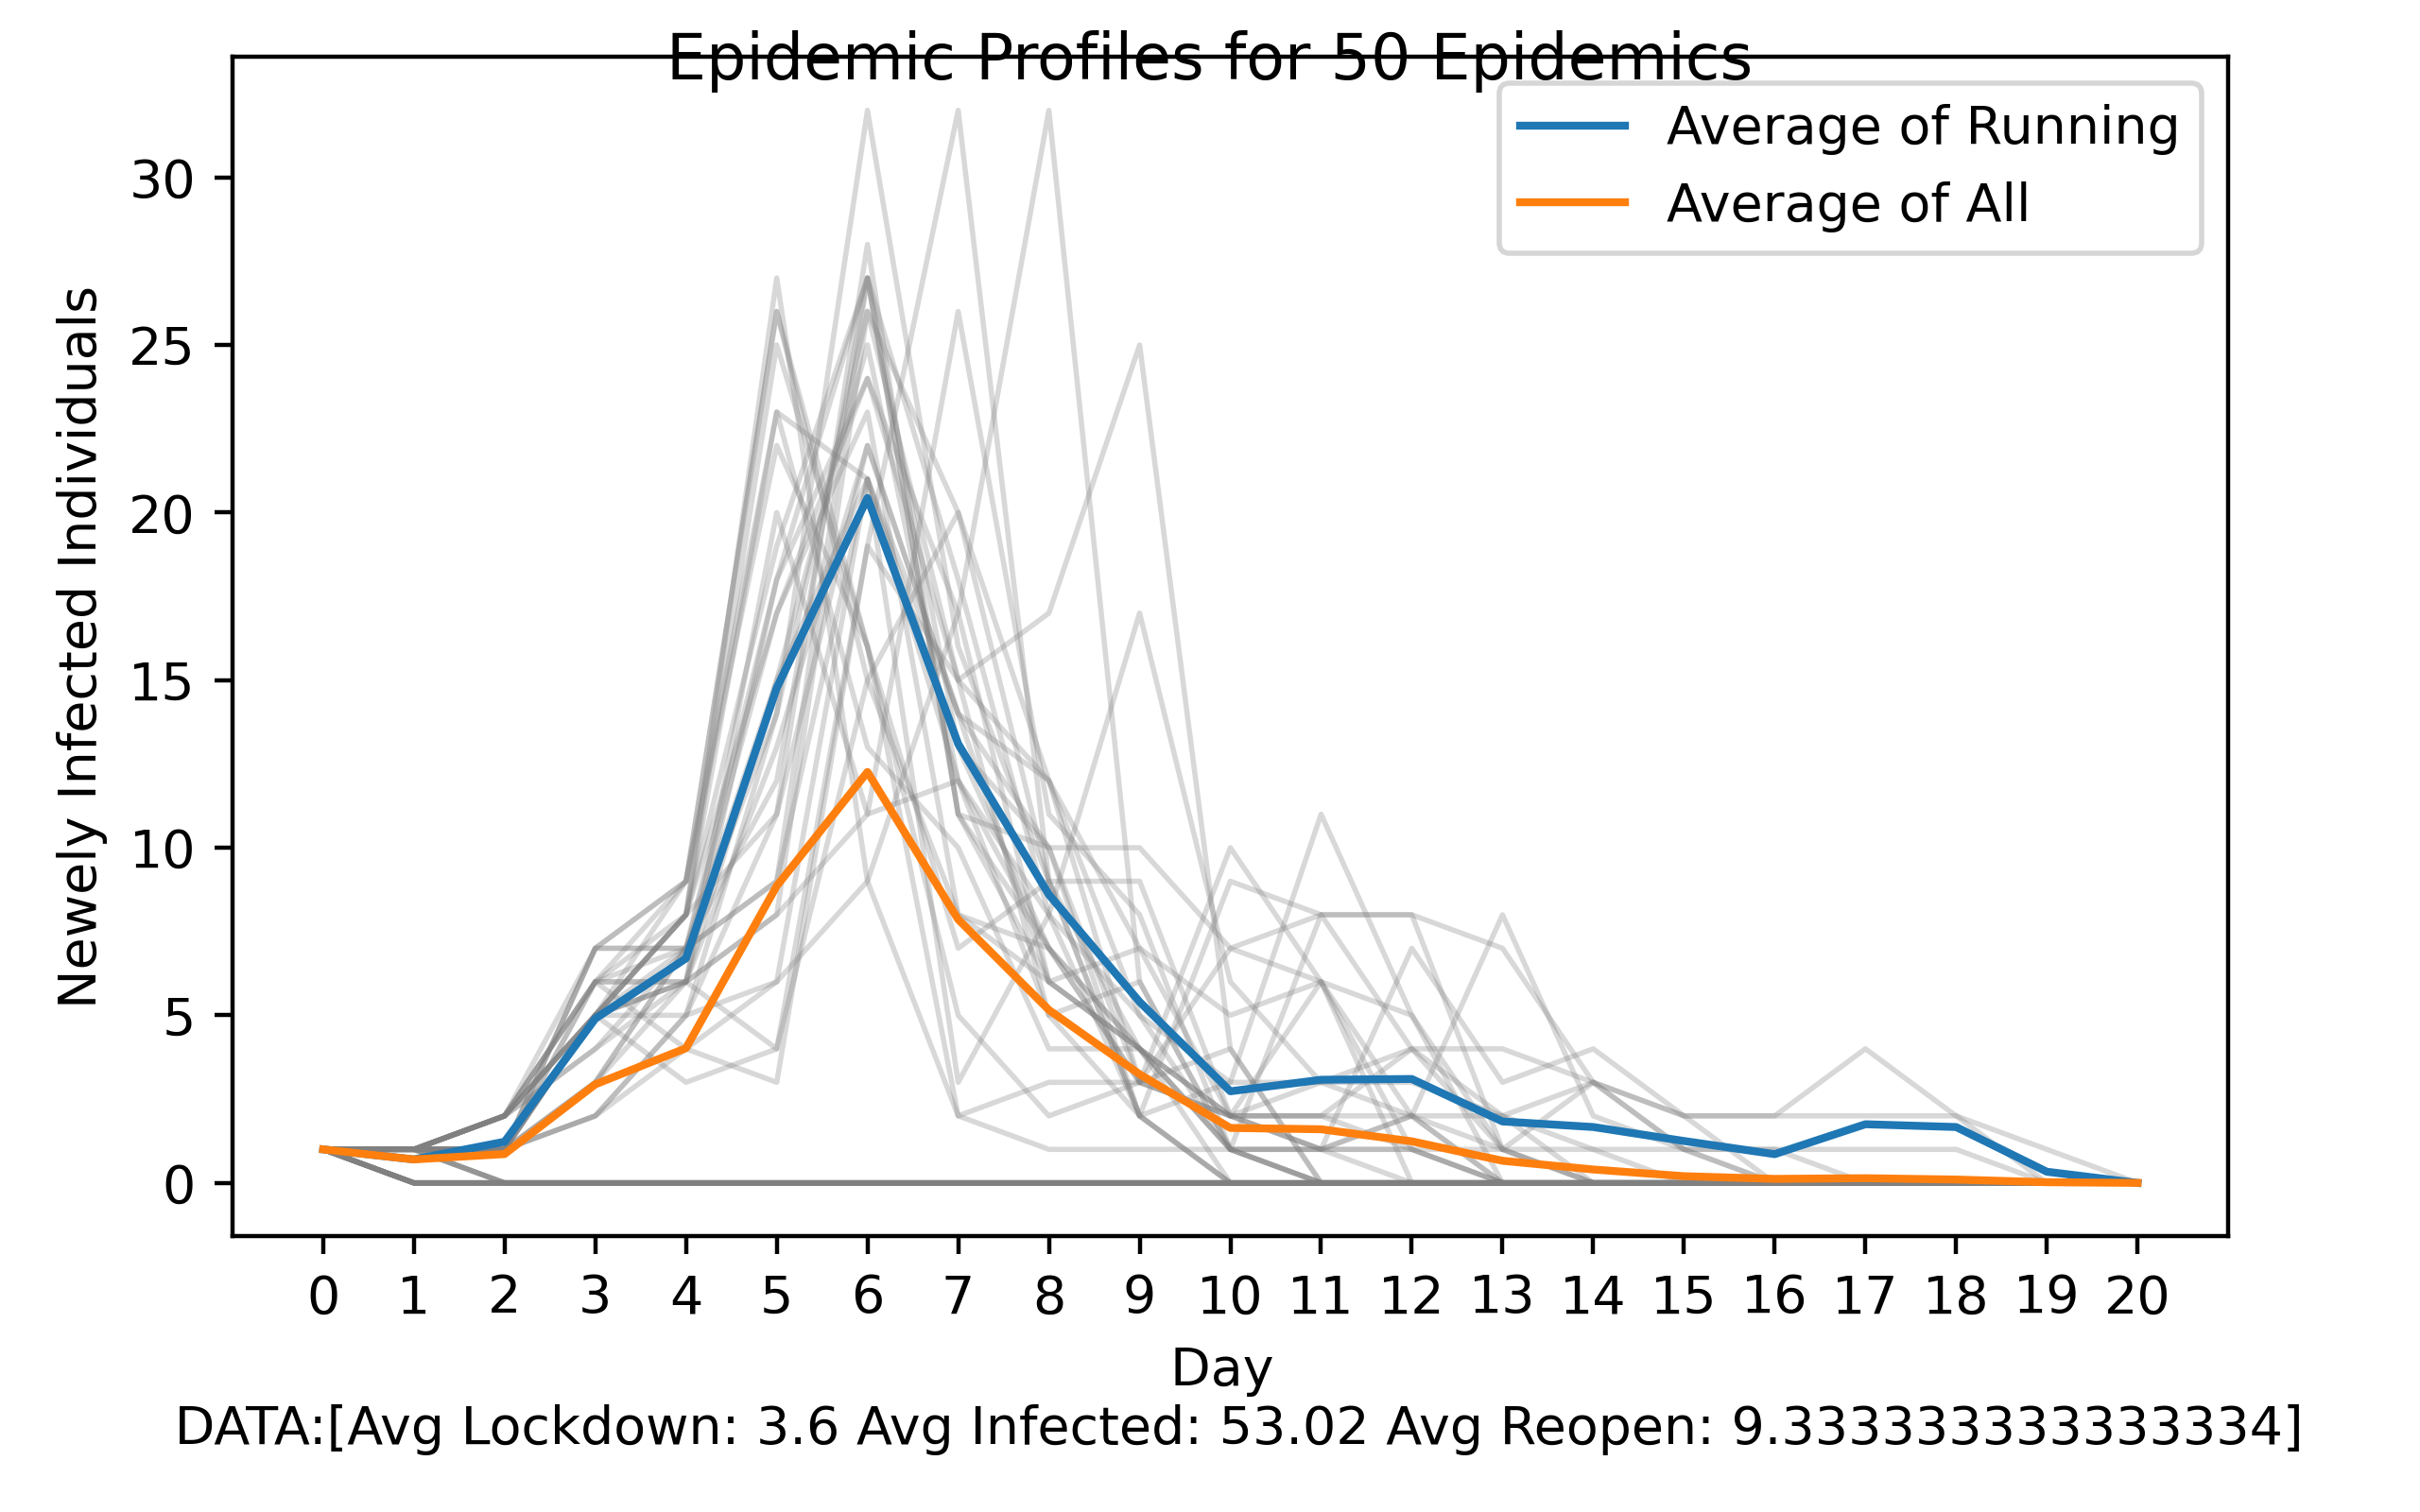 Epidemic Profiles for 50 Epidemics
Average of Running
Average of All
Newely Infected Individuals
30
25
20
15
10
5
0
0 1 2 3 4 5 6 7 8 9 10 11 12 13 14 15 16 17 18 19 20
Day
DATA:[Avg Lockdown: 3.6 Avg Infected: 53.02 Avg Reopen: 9.333333333333334]